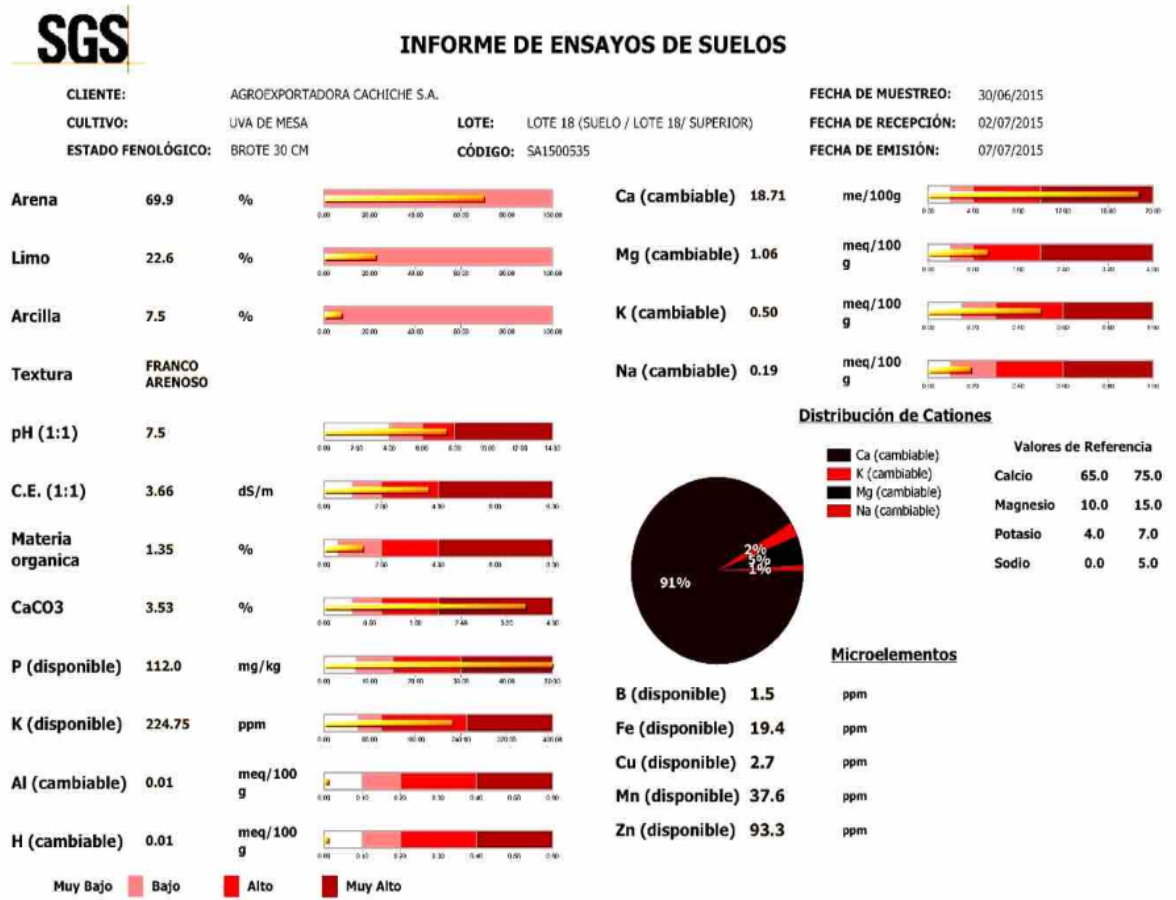 SGS
INFORME DE ENSAYOS DE SUELOS
CLIENTE: AGROEXPORTADORA CACHICHE S.A. FECHA DE MUESTREO: 30/06/2015
CULTIVO: UVA DE MESA LOTE: LOTE 18 (SUELO / LOTE 18/ SUPERIOR) FECHA DE RECEPCIÓN: 02/07/2015
ESTADO FENOLÓGICO: BROTE 30 CM CÓDIGO: SA1500535 FECHA DE EMISIÓN: 07/07/2015
Arena 69.9 %
Limo 22.6 %
Arcilla 7.5 %
Textura FRANCO ARENOSO
pH (1:1) 7.5
C.E. (1:1) 3.66 dS/m
Materia organica 1.35 %
CaCO3 3.53 %
P (disponible) 112.0 mg/kg
K (disponible) 224.75 ppm
Al (cambiable) 0.01 meq/100 g
H (cambiable) 0.01 meq/100 g
Muy Bajo Bajo Alto Muy Alto
Ca (cambiable) 18.71 me/100g
Mg (cambiable) 1.06 meq/100 g
K (cambiable) 0.50 meq/100 g
Na (cambiable) 0.19 meq/100 g
Distribución de Cationes
Ca (cambiable)
K (cambiable)
Mg (cambiable)
Na (cambiable)
91%
2%
5%
1%
Valores de Referencia
Calcio 65.0 75.0
Magnesio 10.0 15.0
Potasio 4.0 7.0
Sodio 0.0 5.0
Microelementos
B (disponible) 1.5 ppm
Fe (disponible) 19.4 ppm
Cu (disponible) 2.7 ppm
Mn (disponible) 37.6 ppm
Zn (disponible) 93.3 ppm